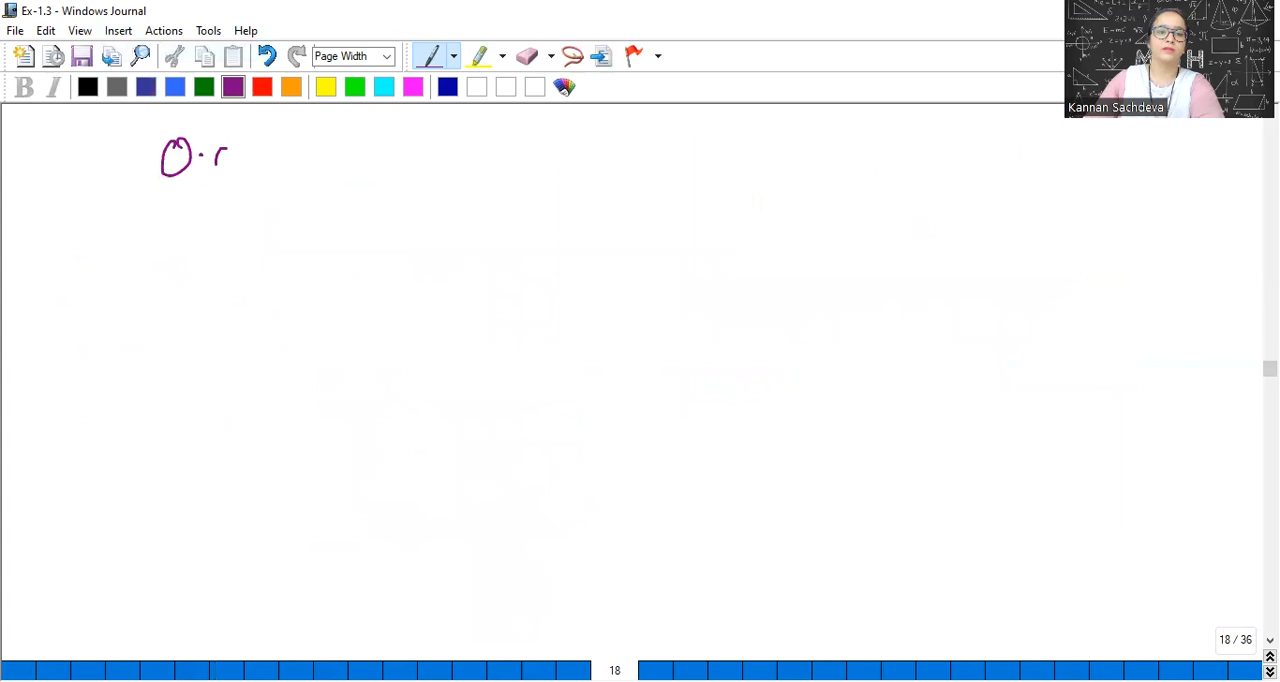 Ex-1.3 - Windows Journal
File Edit View Insert Actions Tools Help
Page Width
B I
Kannan Sachdeva
0.
18 / 36
18